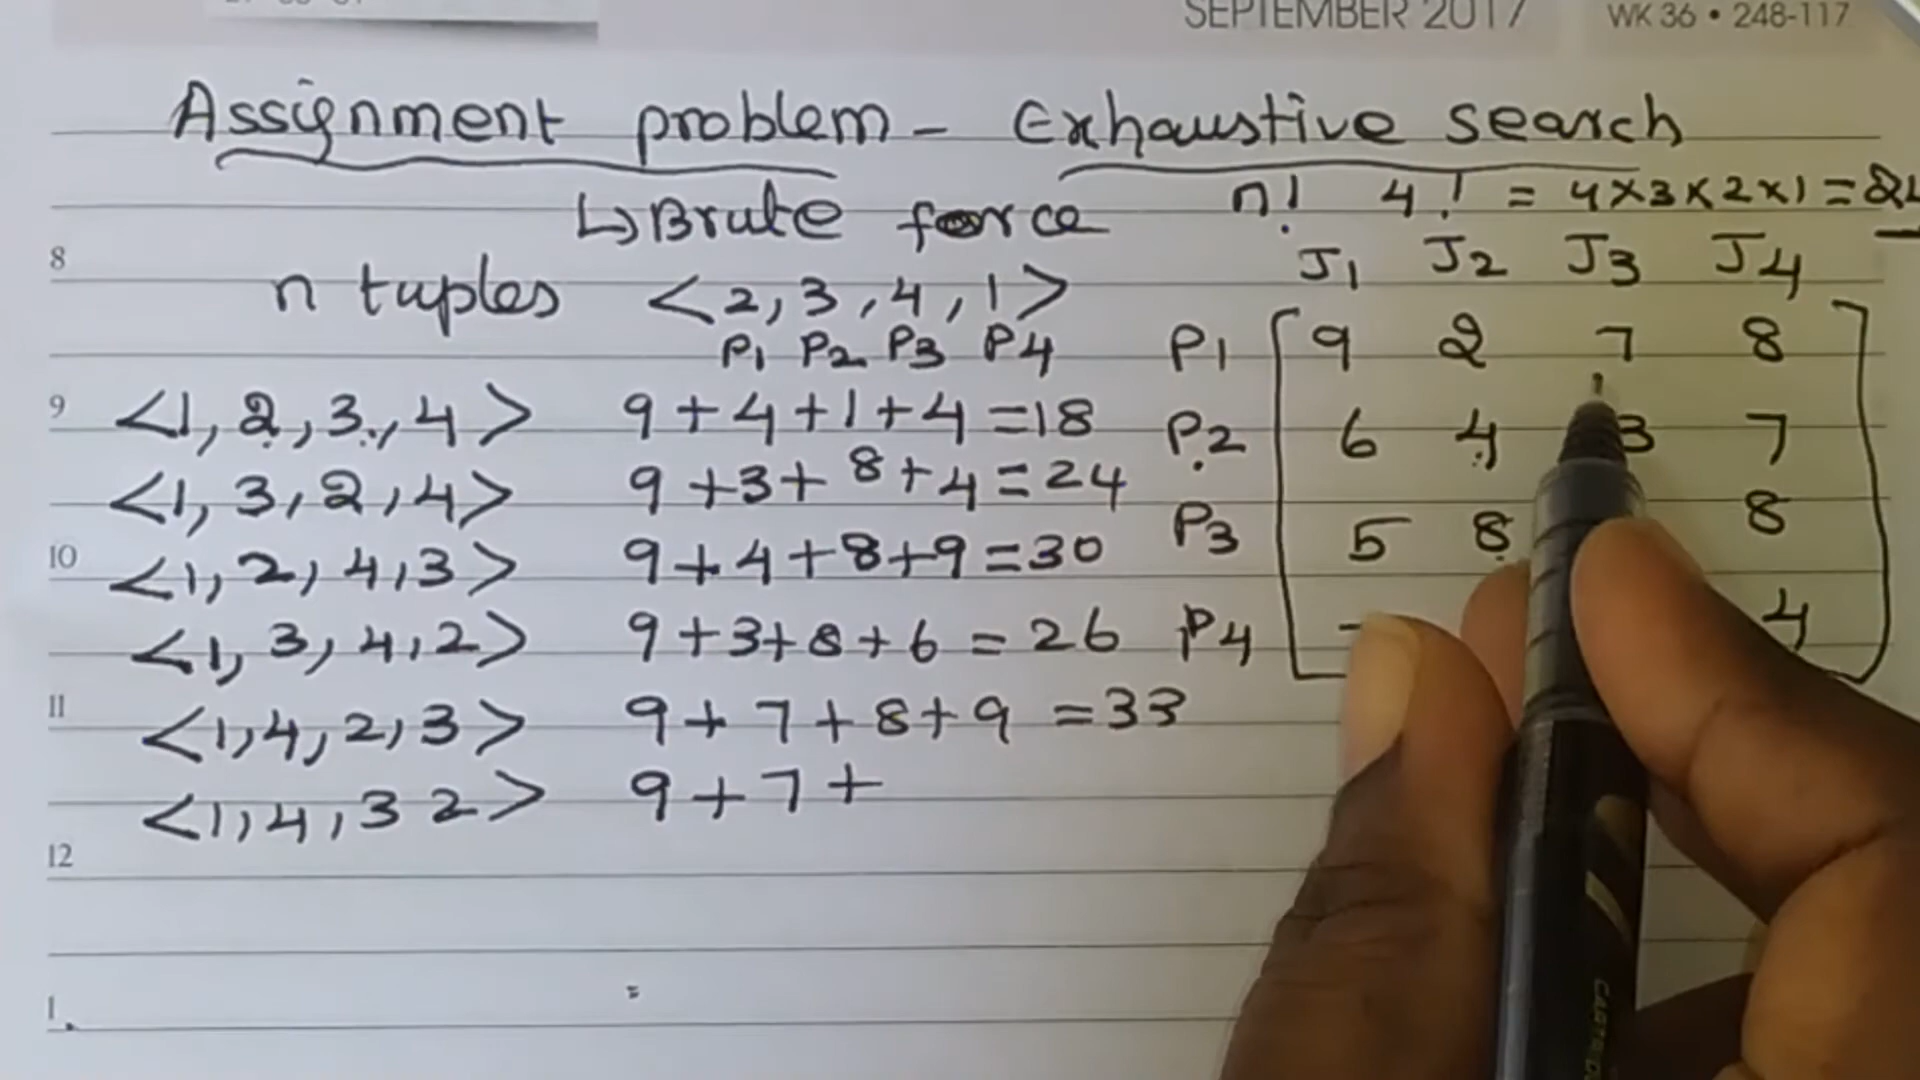 SEPTEMBER 2017 WK 36 • 248-117
Assignment problem - Exhaustive search
↳ Brute force n! 4! = 4×3×2×1 =
8 n tuples <2, 3, 4, 1>
P1 P2 P3 P4
J1 J2 J3 J4
P1 9 2 7 8
P2 6 4 3 7
P3 5 8 8
P4 4
9 <1, 2, 3, 4> 9+4+1+4=18
<1, 3, 2, 4> 9+3+8+4=24
10 <1, 2, 4, 3> 9+4+8+9=30
<1, 3, 4, 2> 9+3+8+6=26
11 <1, 4, 2, 3> 9+7+8+9=33
<1, 4, 3 2> 9+7+
12
1